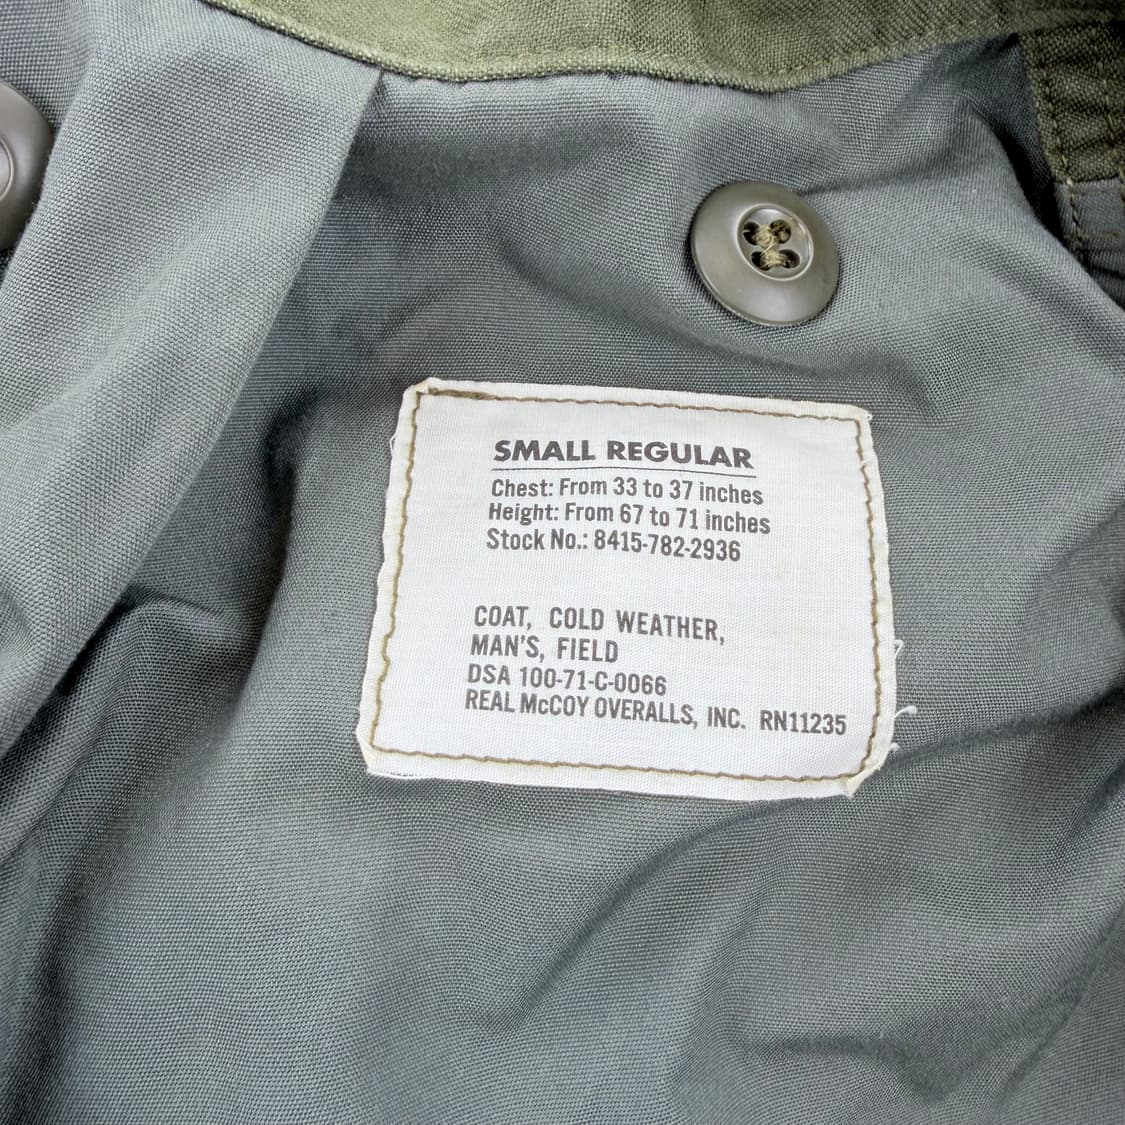 SMALL REGULAR
Chest: From 33 to 37 inches
Height: From 67 to 71 inches
Stock No.: 8415-782-2936
COAT, COLD WEATHER,
MAN'S, FIELD
DSA 100-71-C-0066
REAL McCOY OVERALLS, INC. RN11235